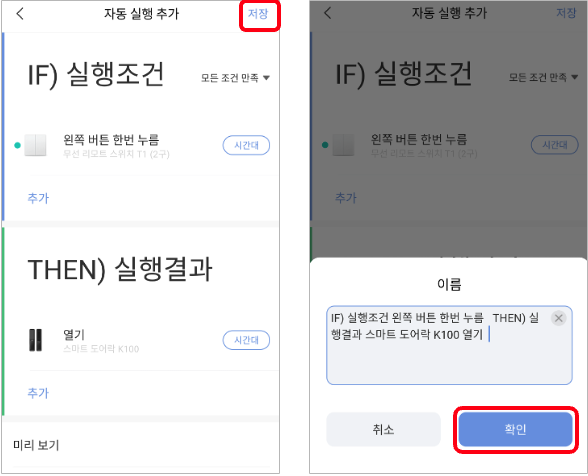 자동 실행 추가
저장
IF) 실행조건
모든 조건 만족
왼쪽 버튼 한번 누름
무선 리모트 스위치 T1 (2구)
시간대
추가
THEN) 실행결과
열기
스마트 도어락 K100
시간대
추가
미리 보기
자동 실행 추가
저장
IF) 실행조건
모든 조건 만족
왼쪽 버튼 한번 누름
무선 리모트 스위치 T1 (2구)
시간대
추가
이름
IF) 실행조건 왼쪽 버튼 한번 누름 THEN) 실
행결과 스마트 도어락 K100 열기
취소
확인